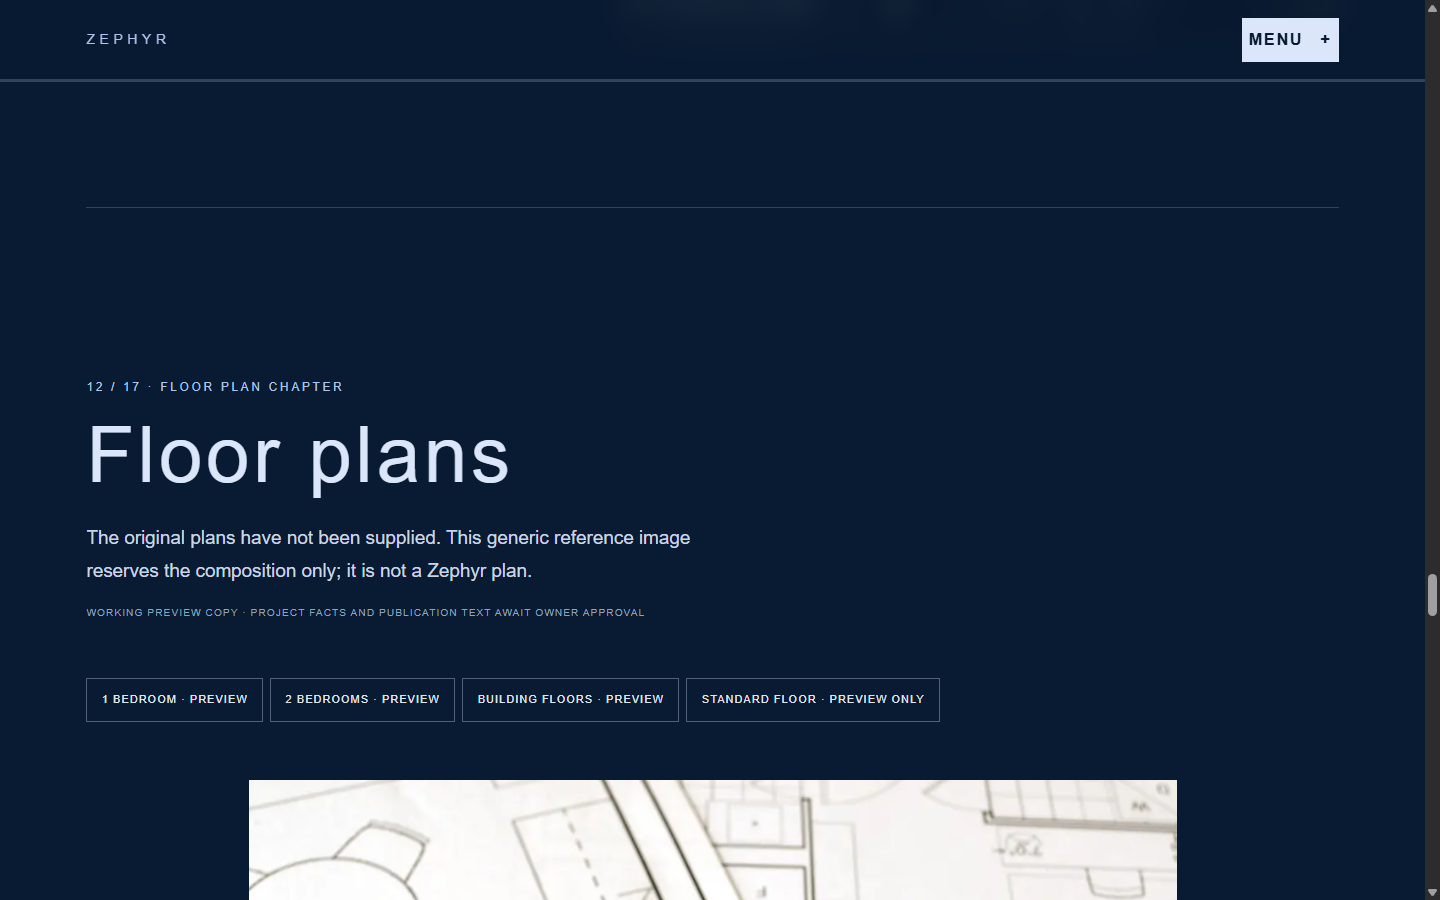 ZEPHYR
MENU +
12 / 17 · FLOOR PLAN CHAPTER
Floor plans
The original plans have not been supplied. This generic reference image
reserves the composition only; it is not a Zephyr plan.
WORKING PREVIEW COPY · PROJECT FACTS AND PUBLICATION TEXT AWAIT OWNER APPROVAL
1 BEDROOM · PREVIEW
2 BEDROOMS · PREVIEW
BUILDING FLOORS · PREVIEW
STANDARD FLOOR · PREVIEW ONLY